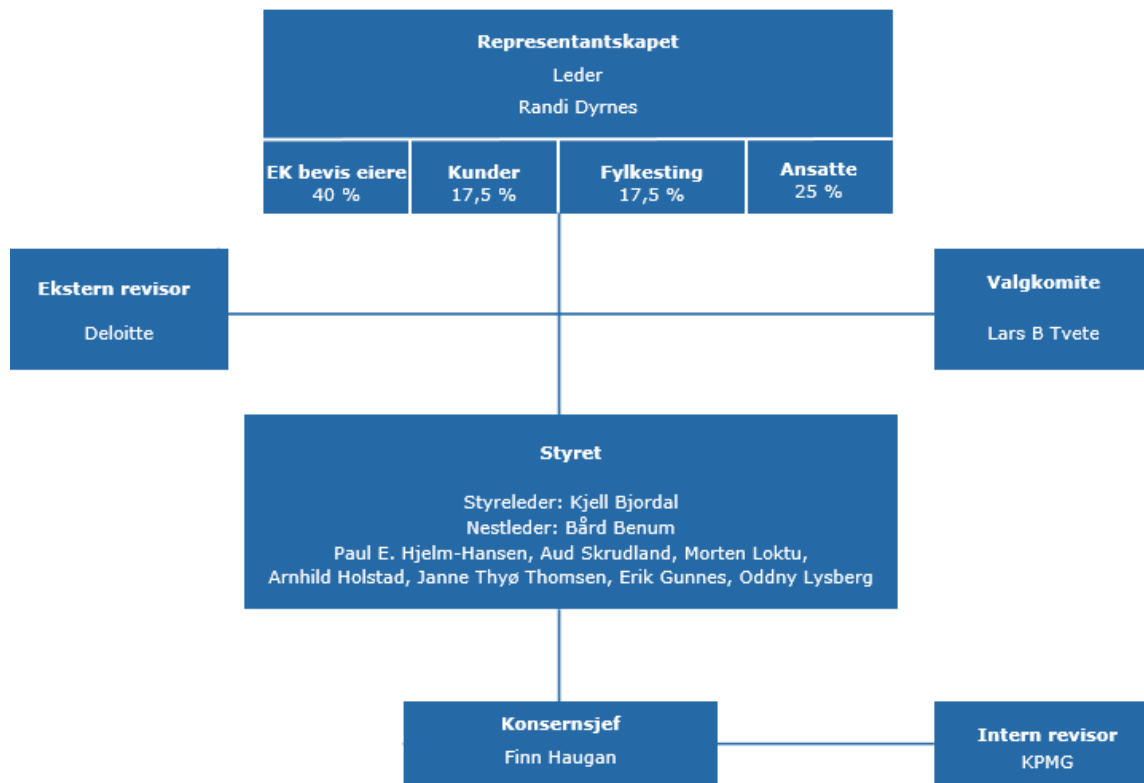 Representantskapet
Leder
Randi Dyrnes
EK bevis eiere
40 %
Kunder
17,5 %
Fylkesting
17,5 %
Ansatte
25 %
Ekstern revisor
Deloitte
Valgkomite
Lars B Tvete
Styret
Styreleder: Kjell Bjordal
Nestleder: Bård Benum
Paul E. Hjelm-Hansen, Aud Skrudland, Morten Loktu,
Arnhild Holstad, Janne Thyø Thomsen, Erik Gunnes, Oddny Lysberg
Konsernsjef
Finn Haugan
Intern revisor
KPMG